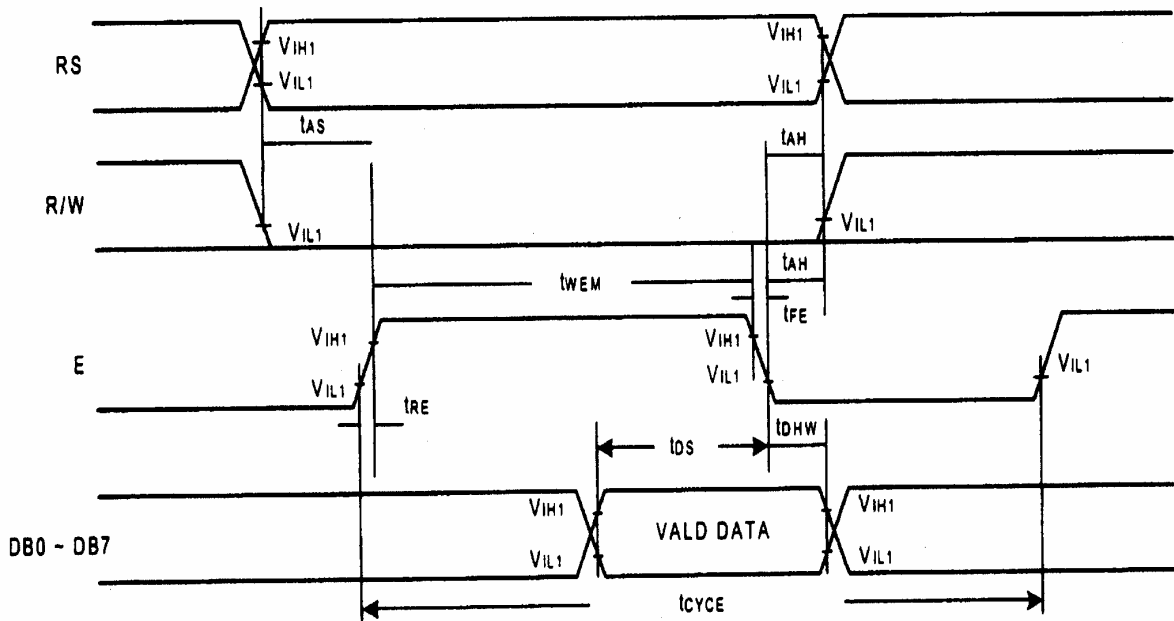 RS
VIH1
VIL1
VIH1
VIL1
tAS
tAH
R/W
VIL1
VIL1
tWEM
tAH
tFE
E
VIH1
VIL1
VIH1
VIL1
VIL1
tRE
tDS
tDHW
DB0 ~ DB7
VIH1
VIL1
VALD DATA
VIH1
VIL1
tCYCE